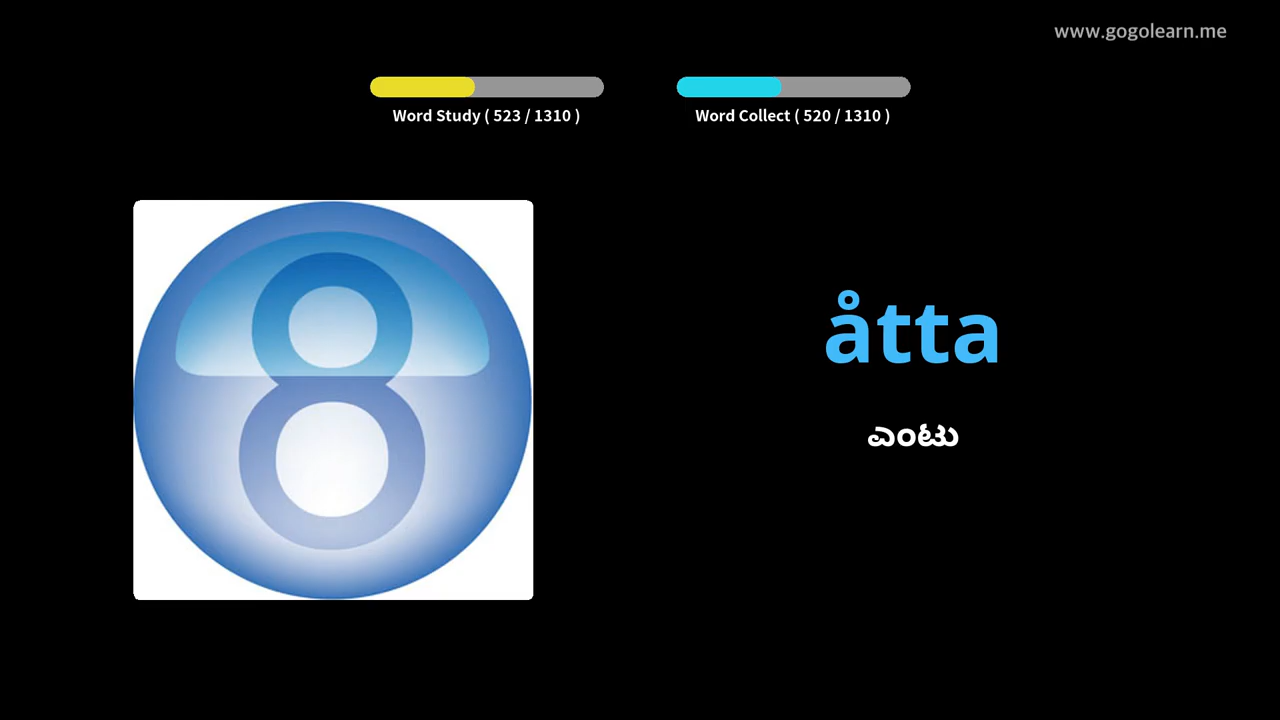 www.gogolearn.me
Word Study ( 523 / 1310 )
Word Collect ( 520 / 1310 )
8
åtta
ಎಂಟು